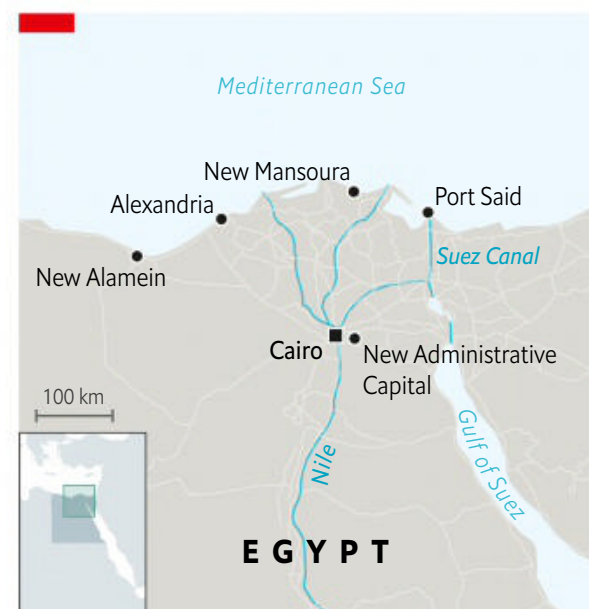 Mediterranean Sea
New Mansoura
Alexandria
Port Said
Suez Canal
New Alamein
Cairo
New Administrative
Capital
100 km
Gulf of Suez
Nile
EGYPT